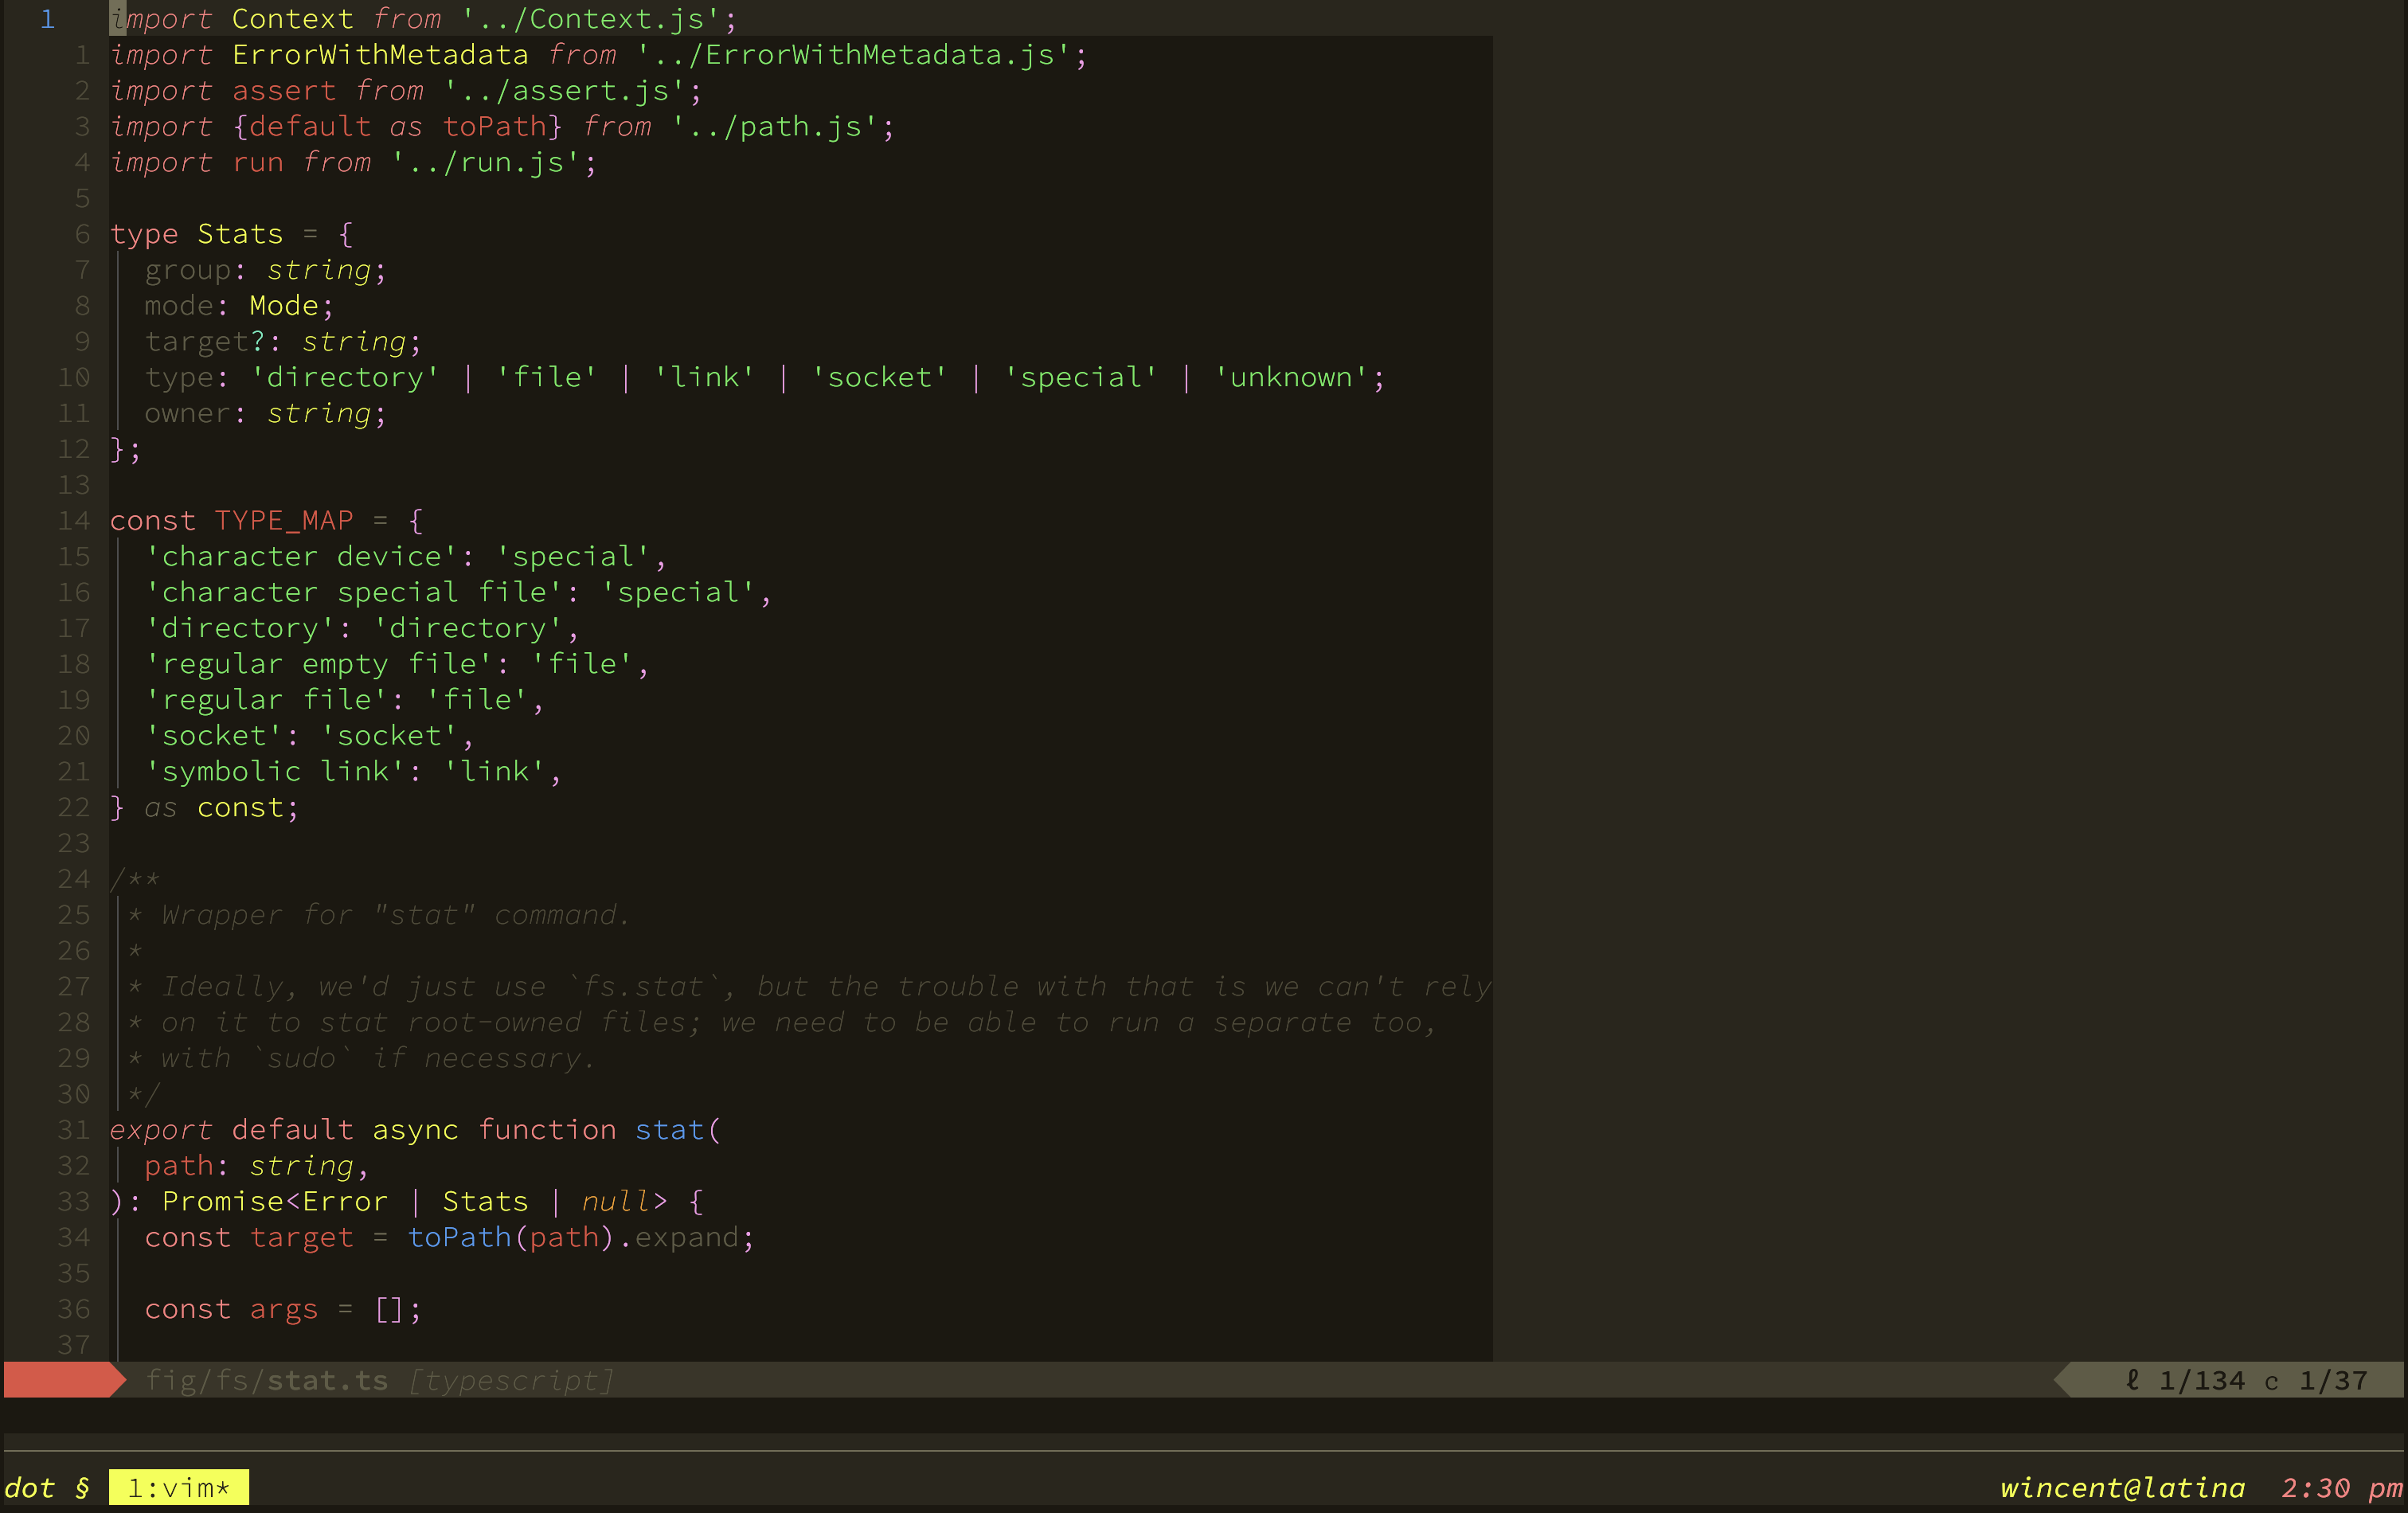 1 import Context from '../Context.js';
1 import ErrorWithMetadata from '../ErrorWithMetadata.js';
2 import assert from '../assert.js';
3 import {default as toPath} from '../path.js';
4 import run from '../run.js';
5
6 type Stats = {
7 group: string;
8 mode: Mode;
9 target?: string;
10 type: 'directory' | 'file' | 'link' | 'socket' | 'special' | 'unknown';
11 owner: string;
12 };
13
14 const TYPE_MAP = {
15 'character device': 'special',
16 'character special file': 'special',
17 'directory': 'directory',
18 'regular empty file': 'file',
19 'regular file': 'file',
20 'socket': 'socket',
21 'symbolic link': 'link',
22 } as const;
23
24 /**
25 * Wrapper for "stat" command.
26 *
27 * Ideally, we'd just use `fs.stat`, but the trouble with that is we can't rely
28 * on it to stat root-owned files; we need to be able to run a separate too,
29 * with `sudo` if necessary.
30 */
31 export default async function stat(
32 path: string,
33 ): Promise<Error | Stats | null> {
34 const target = toPath(path).expand;
35
36 const args = [];
37
fig/fs/stat.ts [typescript] ℓ 1/134 c 1/37
dot § 1:vim* wincent@latina 2:30 pm